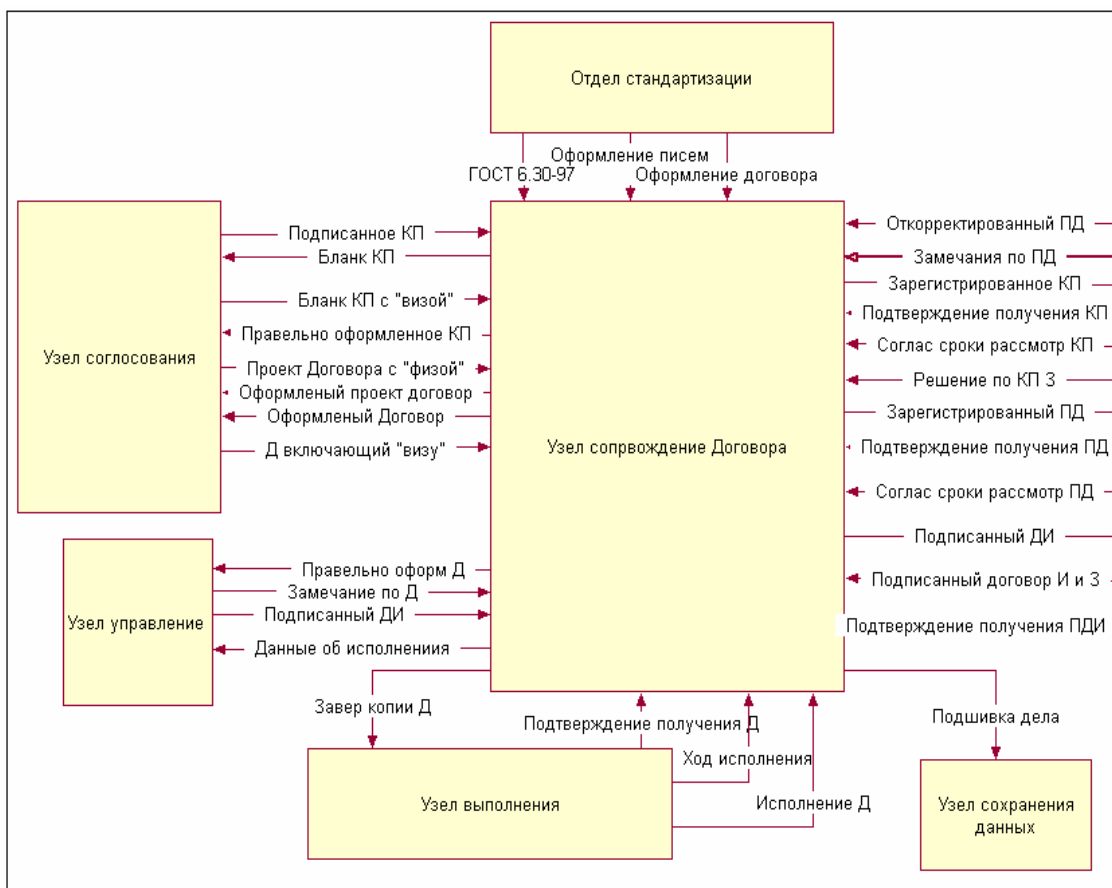 Отдел стандартизации
Оформление писем
ГОСТ 6.30-97
Оформление договора
Узел соглосования
Подписанное КП
Бланк КП
Бланк КП с "визой"
Правельно оформленное КП
Проект Договора с "физой"
Оформленый проект договор
Оформленый Договор
Д включающий "визу"
Узел сопрвождение Договора
Откорректированный ПД
Замечания по ПД
Зарегистрированное КП
Подтверждение получения КП
Соглас сроки рассмотр КП
Решение по КП З
Зарегистрированный ПД
Подтверждение получения ПД
Соглас сроки рассмотр ПД
Подписанный ДИ
Подписанный договор И и З
Подтверждение получения ПДИ
Узел управление
Правельно оформ Д
Замечание по Д
Подписанный ДИ
Данные об исполнениия
Завер копии Д
Подтверждение получения Д
Ход исполнения
Исполнение Д
Подшивка дела
Узел выполнения
Узел сохранения
данных